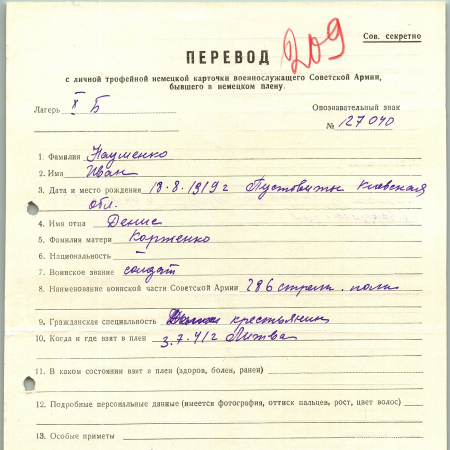 Сов. секретно
209
ПЕРЕВОД
с личной трофейной немецкой карточки военнослужащего Советской Армии,
бывшего в немецком плену.
Лагерь X Б Опознавательный знак
№ 127040
1. Фамилия Науменко
2. Имя Иван
3. Дата и место рождения 18.8.1919 г Пустовиты Киевская
обл.
4. Имя отца Денис
5. Фамилия матери Корженко
6. Национальность —
7. Воинское звание солдат
8. Наименование воинской части Советской Армии 286 стрелк. полк
9. Гражданская специальность крестьянин
10. Когда и где взят в плен 3.7.41г Литва
11. В каком состоянии взят в плен (здоров, болен, ранен)
12. Подробные персональные данные (имеется фотография, оттиск пальцев, рост, цвет волос)
13. Особые приметы